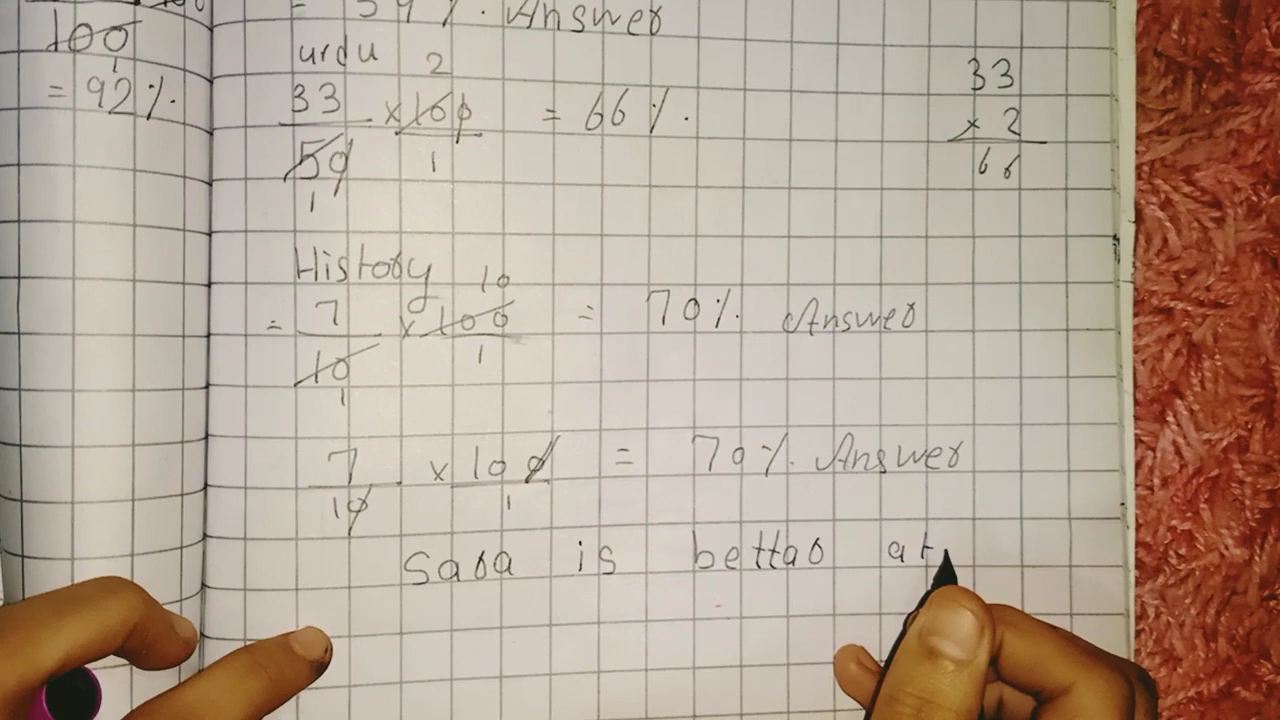 100
= 92%.
= 59%. Answer
urdu 2
33 × 100 = 66%.
50 1
1
33
× 2
66
History 10
= 7 × 100 = 70%. Answer
10 1
1
7 × 100 = 70%. Answer
10 1
Sara is bettar at